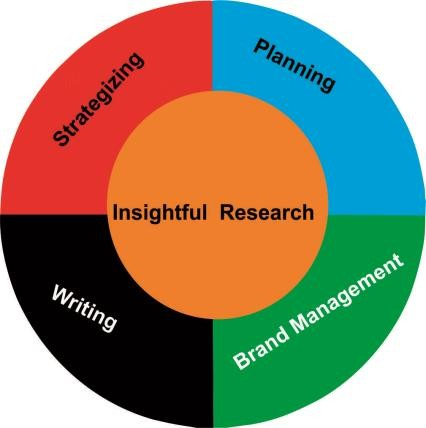 Strategizing
Planning
Insightful Research
Writing
Brand Management